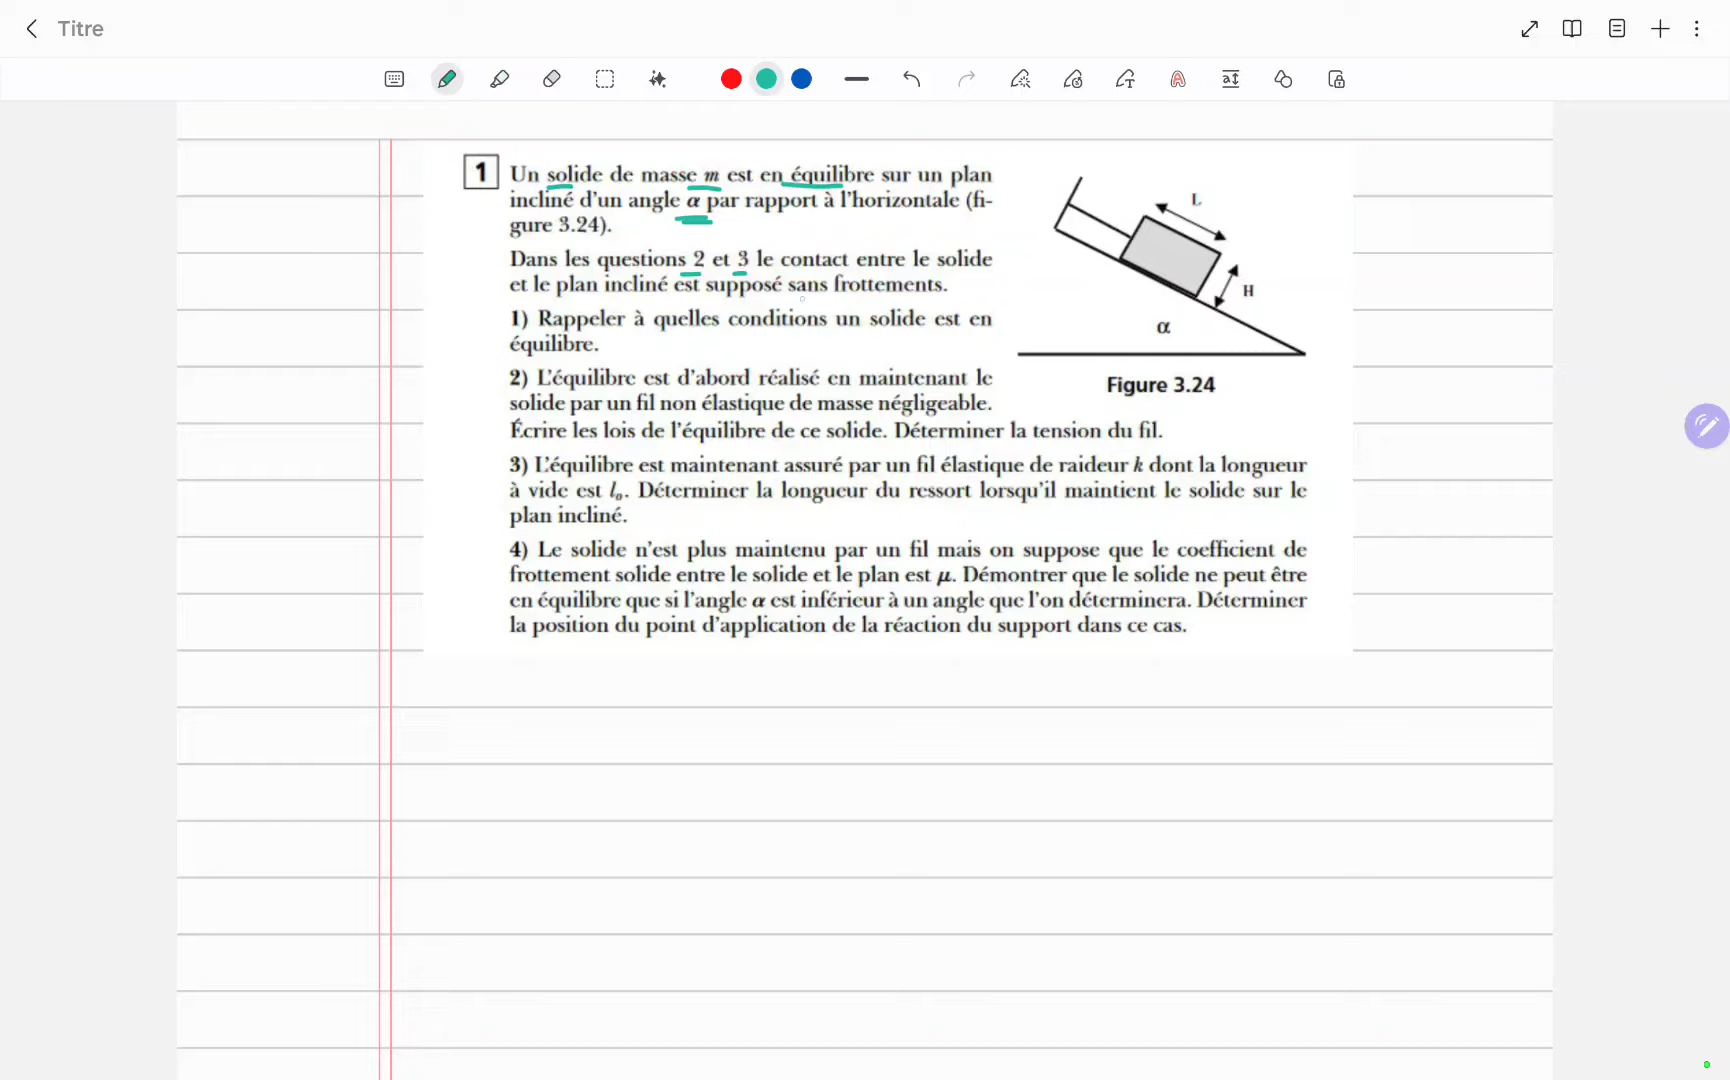 Titre
1 Un solide de masse m est en équilibre sur un plan
incliné d'un angle α par rapport à l'horizontale (fi-
gure 3.24).
Dans les questions 2 et 3 le contact entre le solide
et le plan incliné est supposé sans frottements.
1) Rappeler à quelles conditions un solide est en
équilibre.
2) L'équilibre est d'abord réalisé en maintenant le
solide par un fil non élastique de masse négligeable.
Écrire les lois de l'équilibre de ce solide. Déterminer la tension du fil.
3) L'équilibre est maintenant assuré par un fil élastique de raideur k dont la longueur
à vide est l₀. Déterminer la longueur du ressort lorsqu'il maintient le solide sur le
plan incliné.
4) Le solide n'est plus maintenu par un fil mais on suppose que le coefficient de
frottement solide entre le solide et le plan est μ. Démontrer que le solide ne peut être
en équilibre que si l'angle α est inférieur à un angle que l'on déterminera. Déterminer
la position du point d'application de la réaction du support dans ce cas.
L
H
α
Figure 3.24